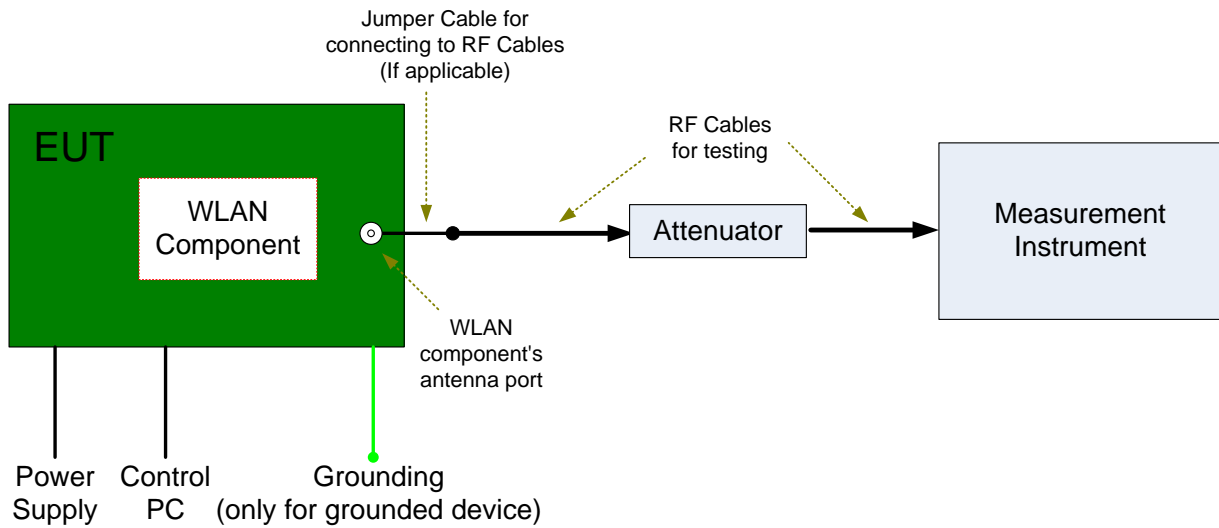 Jumper Cable for
connecting to RF Cables
(If applicable)
EUT
WLAN
Component
RF Cables
for testing
Attenuator
Measurement
Instrument
WLAN
component's
antenna port
Power
Supply
Control
PC
Grounding
(only for grounded device)